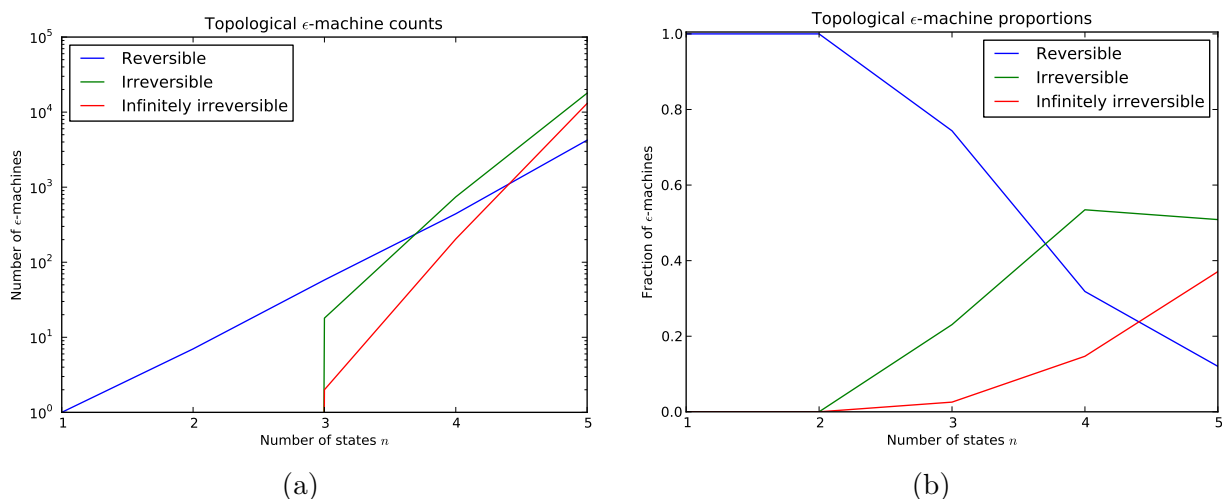 Topological ϵ-machine counts
10^5
10^4
10^3
10^2
10^1
10^0
Number of ϵ-machines
Reversible
Irreversible
Infinitely irreversible
1 2 3 4 5
Number of states n
(a)
Topological ϵ-machine proportions
1.0
0.8
0.6
0.4
0.2
0.0
Fraction of ϵ-machines
Reversible
Irreversible
Infinitely irreversible
1 2 3 4 5
Number of states n
(b)